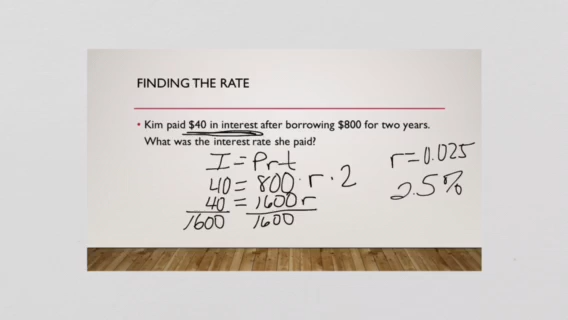 FINDING THE RATE
• Kim paid $40 in interest after borrowing $800 for two years.
What was the interest rate she paid?
I = Prt
40 = 800 · r · 2
40 = 1600r
1600 1600
r = 0.025
2.5%